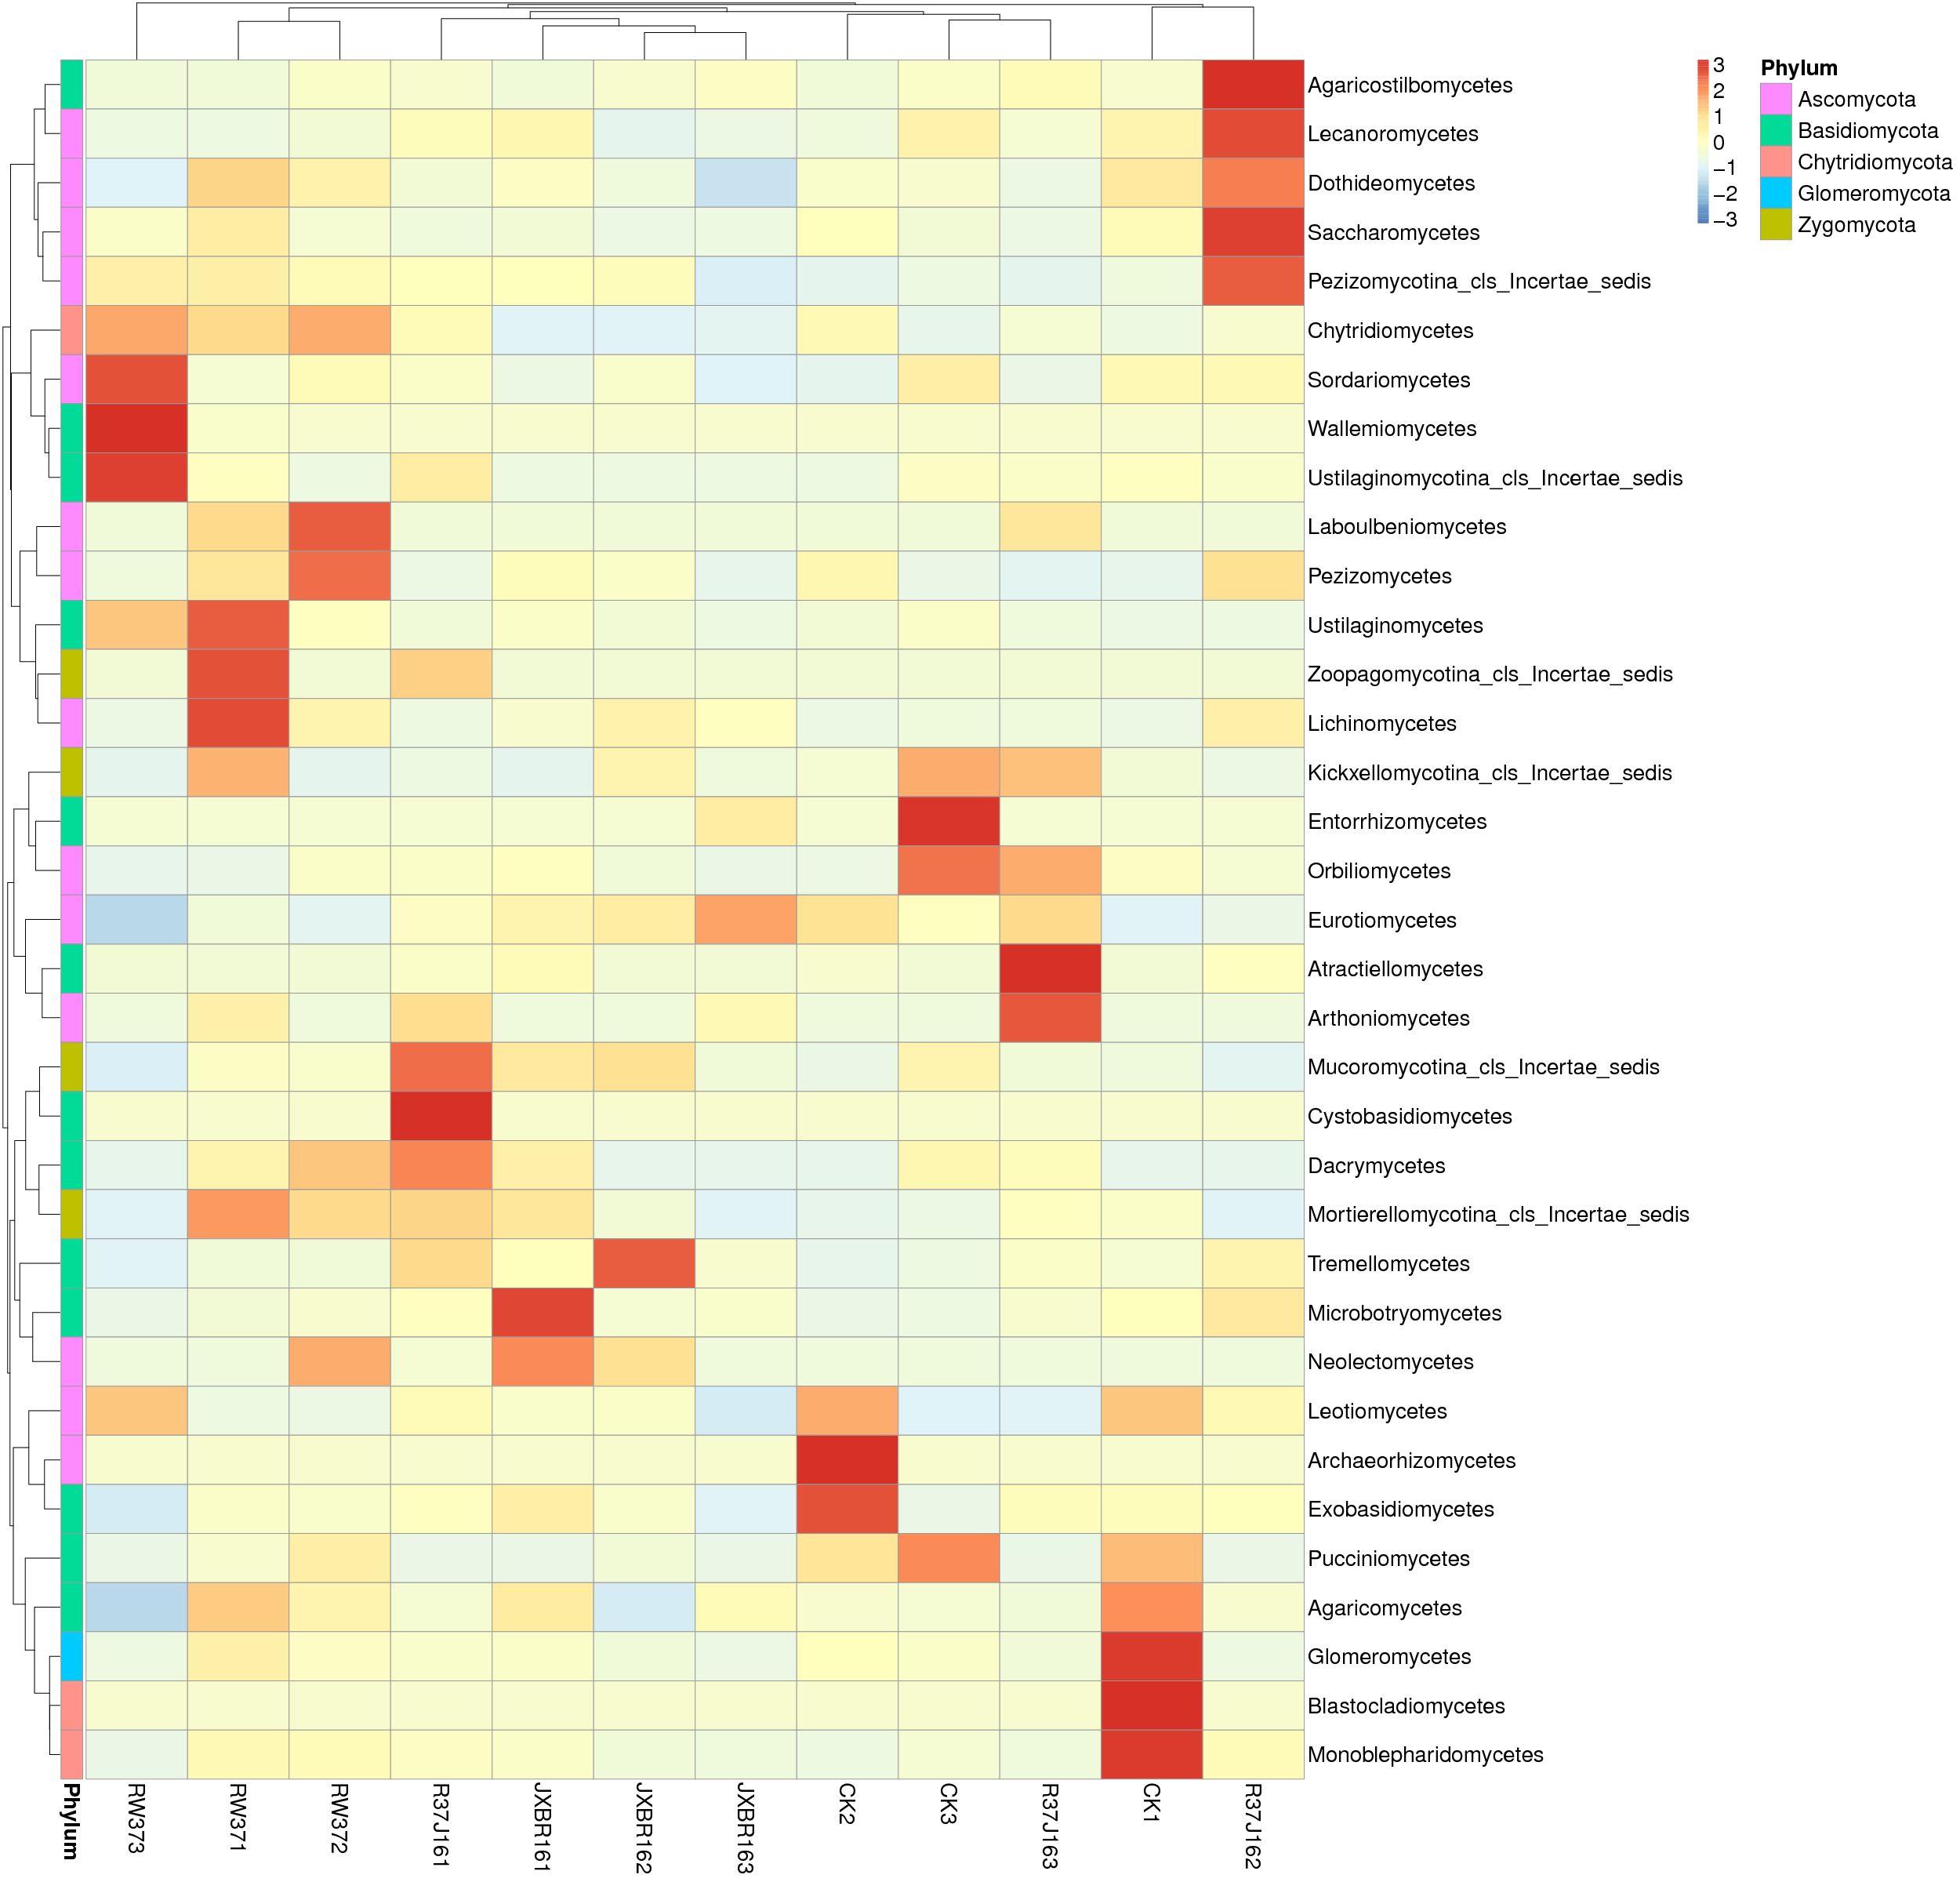 Agaricostilbomycetes
Lecanoromycetes
Dothideomycetes
Saccharomycetes
Pezizomycotina_cls_Incertae_sedis
Chytridiomycetes
Sordariomycetes
Wallemiomycetes
Ustilaginomycotina_cls_Incertae_sedis
Laboulbeniomycetes
Pezizomycetes
Ustilaginomycetes
Zoopagomycotina_cls_Incertae_sedis
Lichinomycetes
Kickxellomycotina_cls_Incertae_sedis
Entorrhizomycetes
Orbiliomycetes
Eurotiomycetes
Atractiellomycetes
Arthoniomycetes
Mucoromycotina_cls_Incertae_sedis
Cystobasidiomycetes
Dacrymycetes
Mortierellomycotina_cls_Incertae_sedis
Tremellomycetes
Microbotryomycetes
Neolectomycetes
Leotiomycetes
Archaeorhizomycetes
Exobasidiomycetes
Pucciniomycetes
Agaricomycetes
Glomeromycetes
Blastocladiomycetes
Monoblepharidomycetes
3
2
1
0
−1
−2
−3
Phylum
Ascomycota
Basidiomycota
Chytridiomycota
Glomeromycota
Zygomycota
Phylum
RW373
RW371
RW372
R37J161
JXBR161
JXBR162
JXBR163
CK2
CK3
R37J163
CK1
R37J162